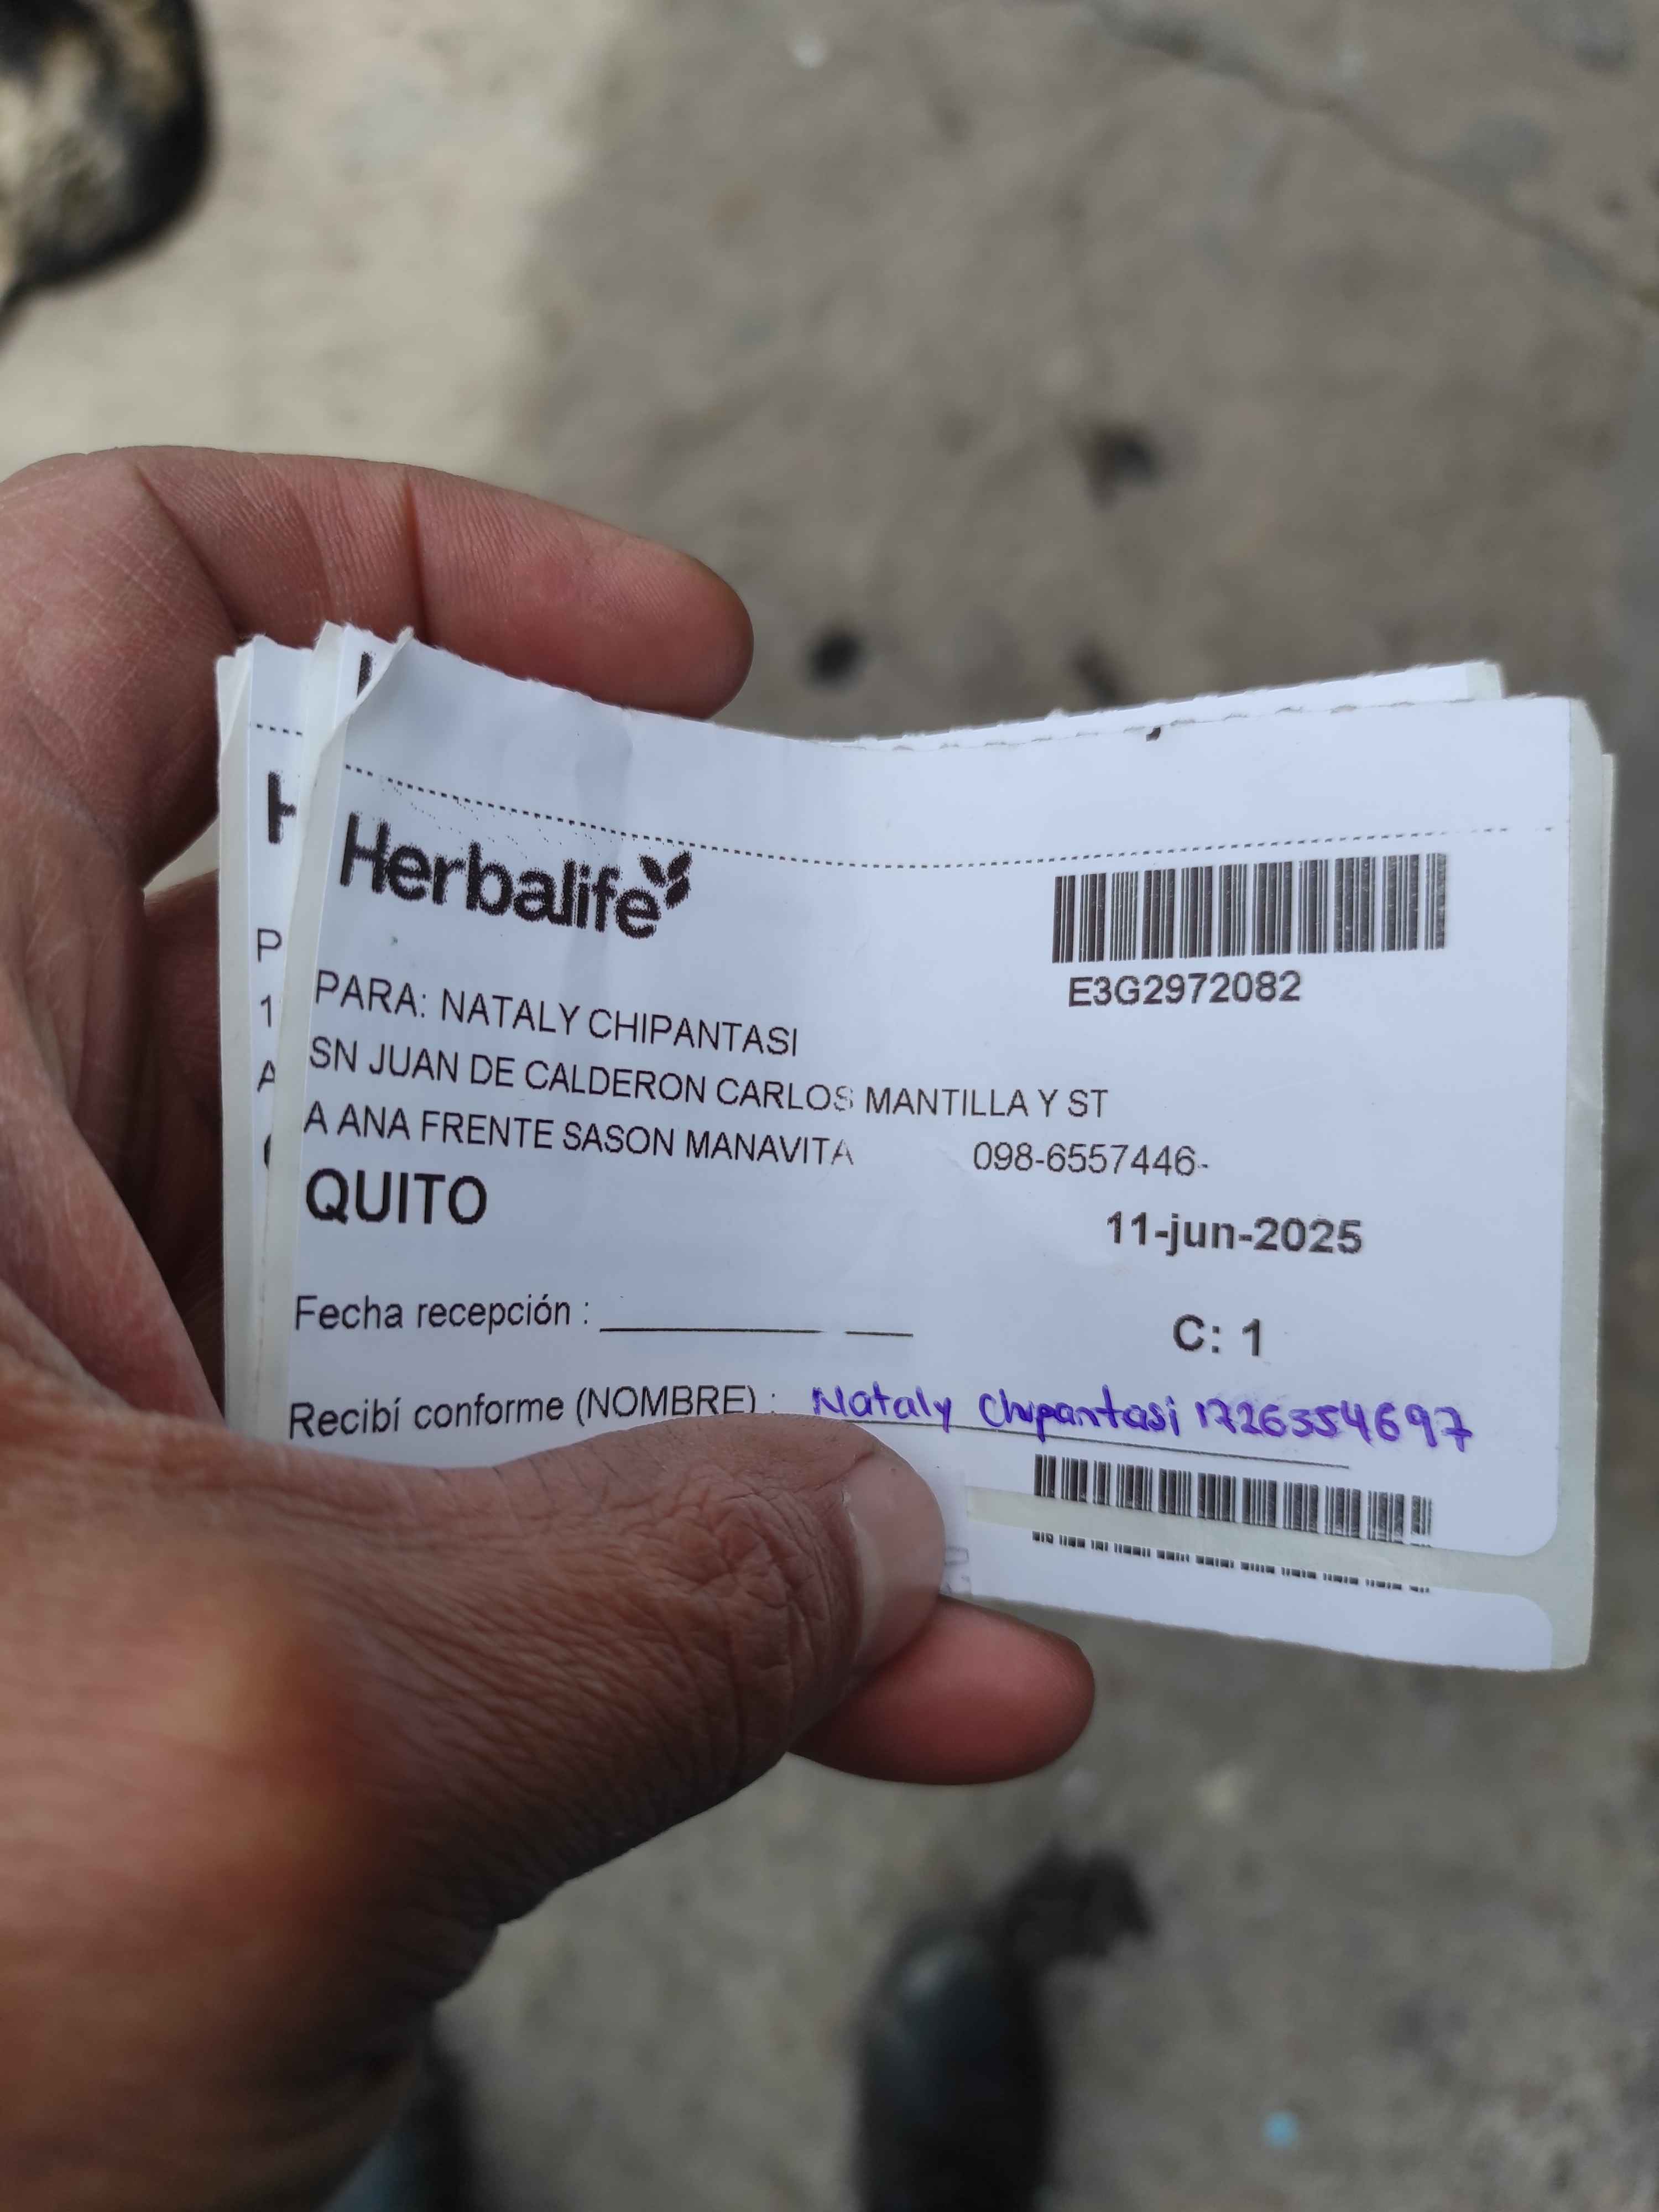 Herbalife
E3G2972082
PARA: NATALY CHIPANTASI
SN JUAN DE CALDERON CARLOS MANTILLA Y ST
A ANA FRENTE SASON MANAVITA 098-6557446-
QUITO
11-jun-2025
Fecha recepción :
C: 1
Recibí conforme (NOMBRE) : Nataly Chipantasi 1726354697
H
P
1
A